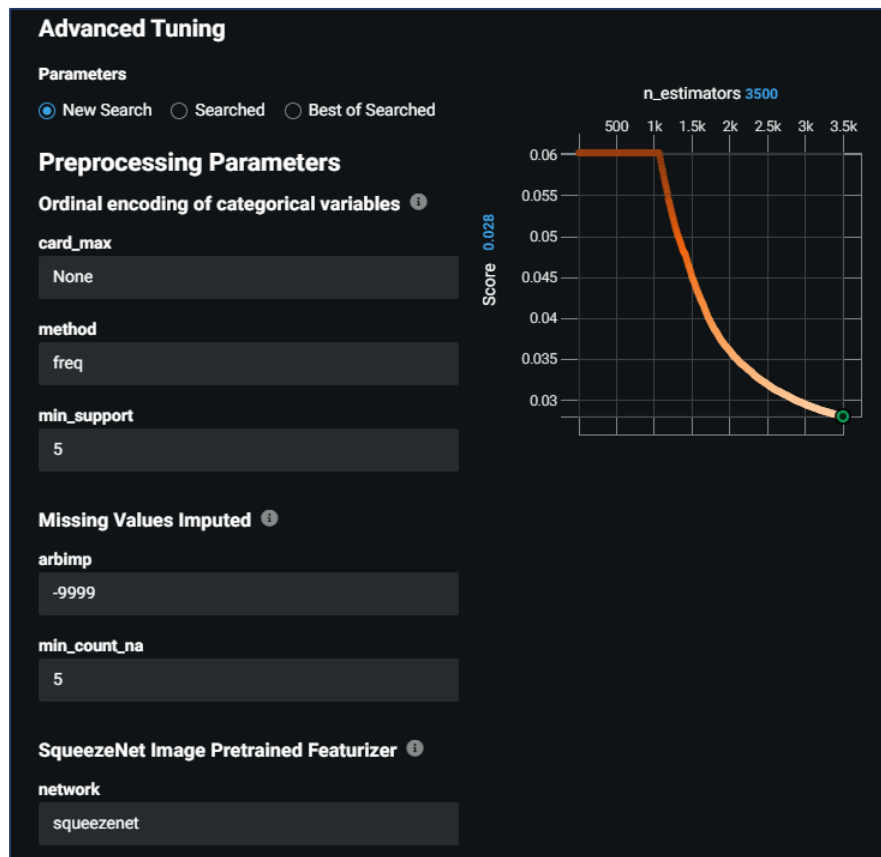 Advanced Tuning
Parameters
New Search Searched Best of Searched
Preprocessing Parameters
Ordinal encoding of categorical variables
card_max
None
method
freq
min_support
5
Missing Values Imputed
arbimp
-9999
min_count_na
5
SqueezeNet Image Pretrained Featurizer
network
squeezenet
n_estimators 3500
500 1k 1.5k 2k 2.5k 3k 3.5k
0.06
0.055
0.05
0.045
0.04
0.035
0.03
Score 0.028